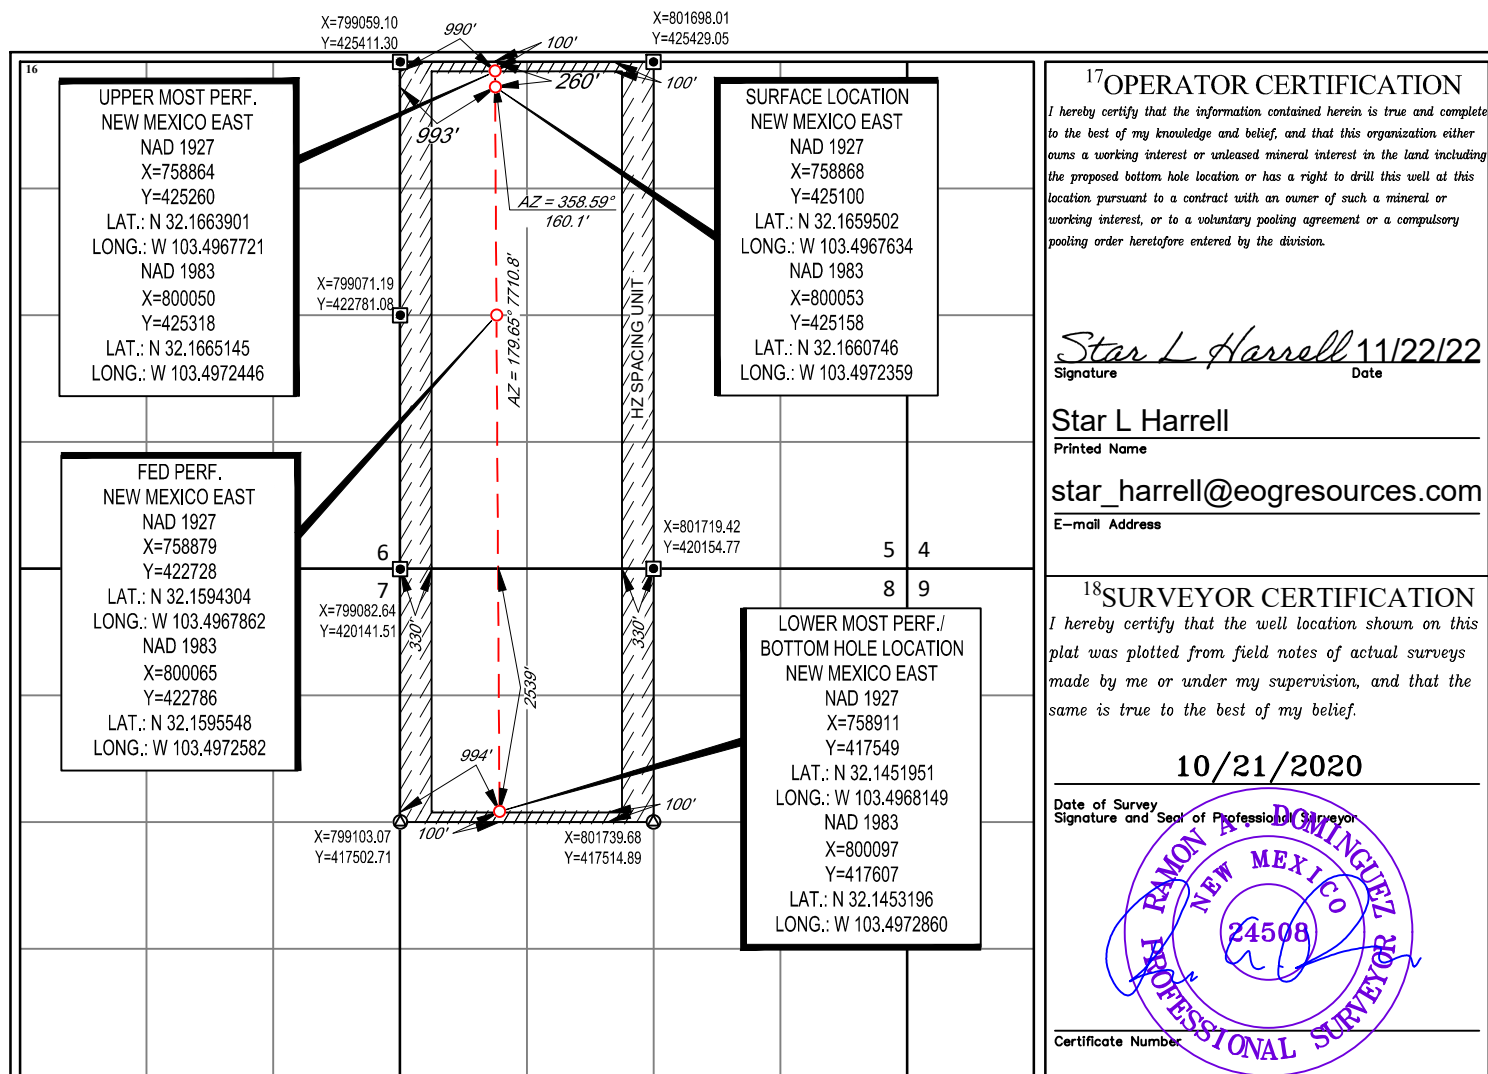 X=799059.10
Y=425411.30
990'
100'
X=801698.01
Y=425429.05
16
260'
100'
993'
UPPER MOST PERF.
NEW MEXICO EAST
NAD 1927
X=758864
Y=425260
LAT.: N 32.1663901
LONG.: W 103.4967721
NAD 1983
X=800050
Y=425318
LAT.: N 32.1665145
LONG.: W 103.4972446
SURFACE LOCATION
NEW MEXICO EAST
NAD 1927
X=758868
Y=425100
LAT.: N 32.1659502
LONG.: W 103.4967634
NAD 1983
X=800053
Y=425158
LAT.: N 32.1660746
LONG.: W 103.4972359
AZ = 358.59°
160.1'
X=799071.19
Y=422781.08
AZ = 179.65° 7710.8'
HZ SPACING UNIT
FED PERF.
NEW MEXICO EAST
NAD 1927
X=758879
Y=422728
LAT.: N 32.1594304
LONG.: W 103.4967862
NAD 1983
X=800065
Y=422786
LAT.: N 32.1595548
LONG.: W 103.4972582
X=801719.42
Y=420154.77
6
5 4
7
8 9
X=799082.64
Y=420141.51
330'
330'
2539'
LOWER MOST PERF./
BOTTOM HOLE LOCATION
NEW MEXICO EAST
NAD 1927
X=758911
Y=417549
LAT.: N 32.1451951
LONG.: W 103.4968149
NAD 1983
X=800097
Y=417607
LAT.: N 32.1453196
LONG.: W 103.4972860
994'
100'
100'
X=799103.07
Y=417502.71
X=801739.68
Y=417514.89
17 OPERATOR CERTIFICATION
I hereby certify that the information contained herein is true and complete
to the best of my knowledge and belief, and that this organization either
owns a working interest or unleased mineral interest in the land including
the proposed bottom hole location or has a right to drill this well at this
location pursuant to a contract with an owner of such a mineral or
working interest, or to a voluntary pooling agreement or a compulsory
pooling order heretofore entered by the division.
Star L Harrell 11/22/22
Signature Date
Star L Harrell
Printed Name
star_harrell@eogresources.com
E-mail Address
18 SURVEYOR CERTIFICATION
I hereby certify that the well location shown on this
plat was plotted from field notes of actual surveys
made by me or under my supervision, and that the
same is true to the best of my belief.
10/21/2020
Date of Survey
Signature and Seal of Professional Surveyor
RAMON A. DOMINGUEZ
NEW MEXICO
24508
PROFESSIONAL SURVEYOR
Certificate Number